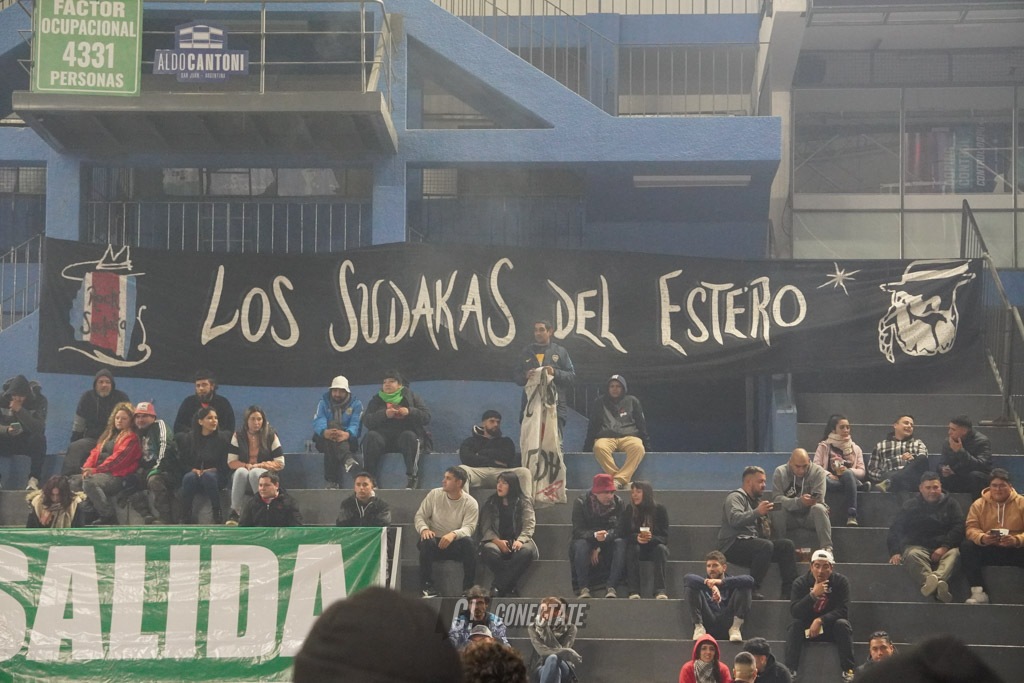 FACTOR
OCUPACIONAL
4331
PERSONAS
ALDO CANTONI
SAN JUAN - ARGENTINA
LOS SUDAKAS DEL ESTERO
SALIDA
C! CONECTATE